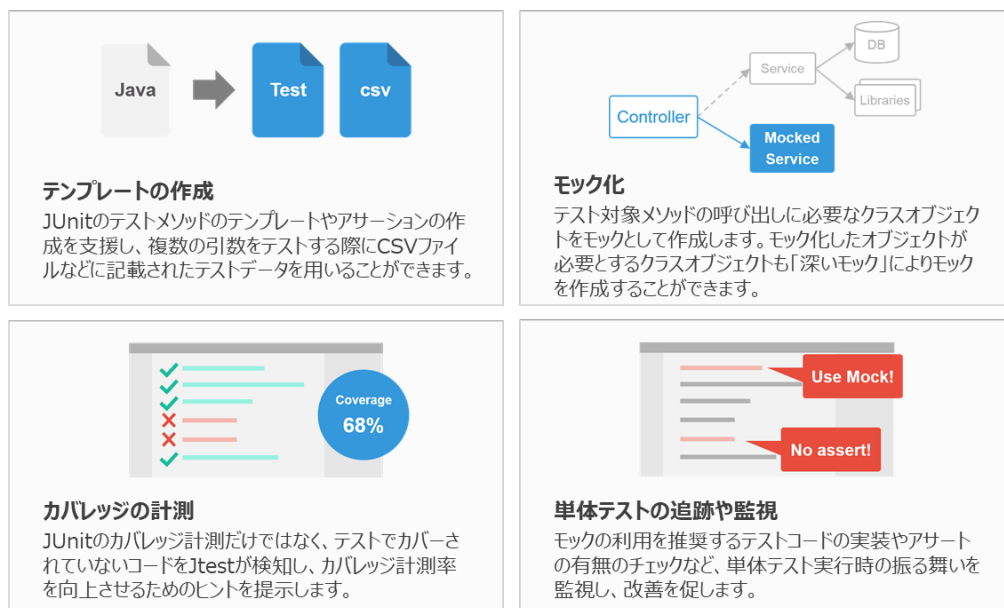 Java
Test
csv
テンプレートの作成
JUnitのテストメソッドのテンプレートやアサーションの作
成を支援し、複数の引数をテストする際にCSVファイ
ルなどに記載されたテストデータを用いることができます。
Controller
Service
DB
Libraries
Mocked
Service
モック化
テスト対象メソッドの呼び出しに必要なクラスオブジェク
トをモックとして作成します。モック化したオブジェクトが
必要とするクラスオブジェクトも「深いモック」によりモック
を作成することができます。
Coverage
68%
カバレッジの計測
JUnitのカバレッジ計測だけではなく、テストでカバーさ
れていないコードをJtestが検知し、カバレッジ計測率
を向上させるためのヒントを提示します。
Use Mock!
No assert!
単体テストの追跡や監視
モックの利用を推奨するテストコードの実装やアサート
の有無のチェックなど、単体テスト実行時の振る舞いを
監視し、改善を促します。